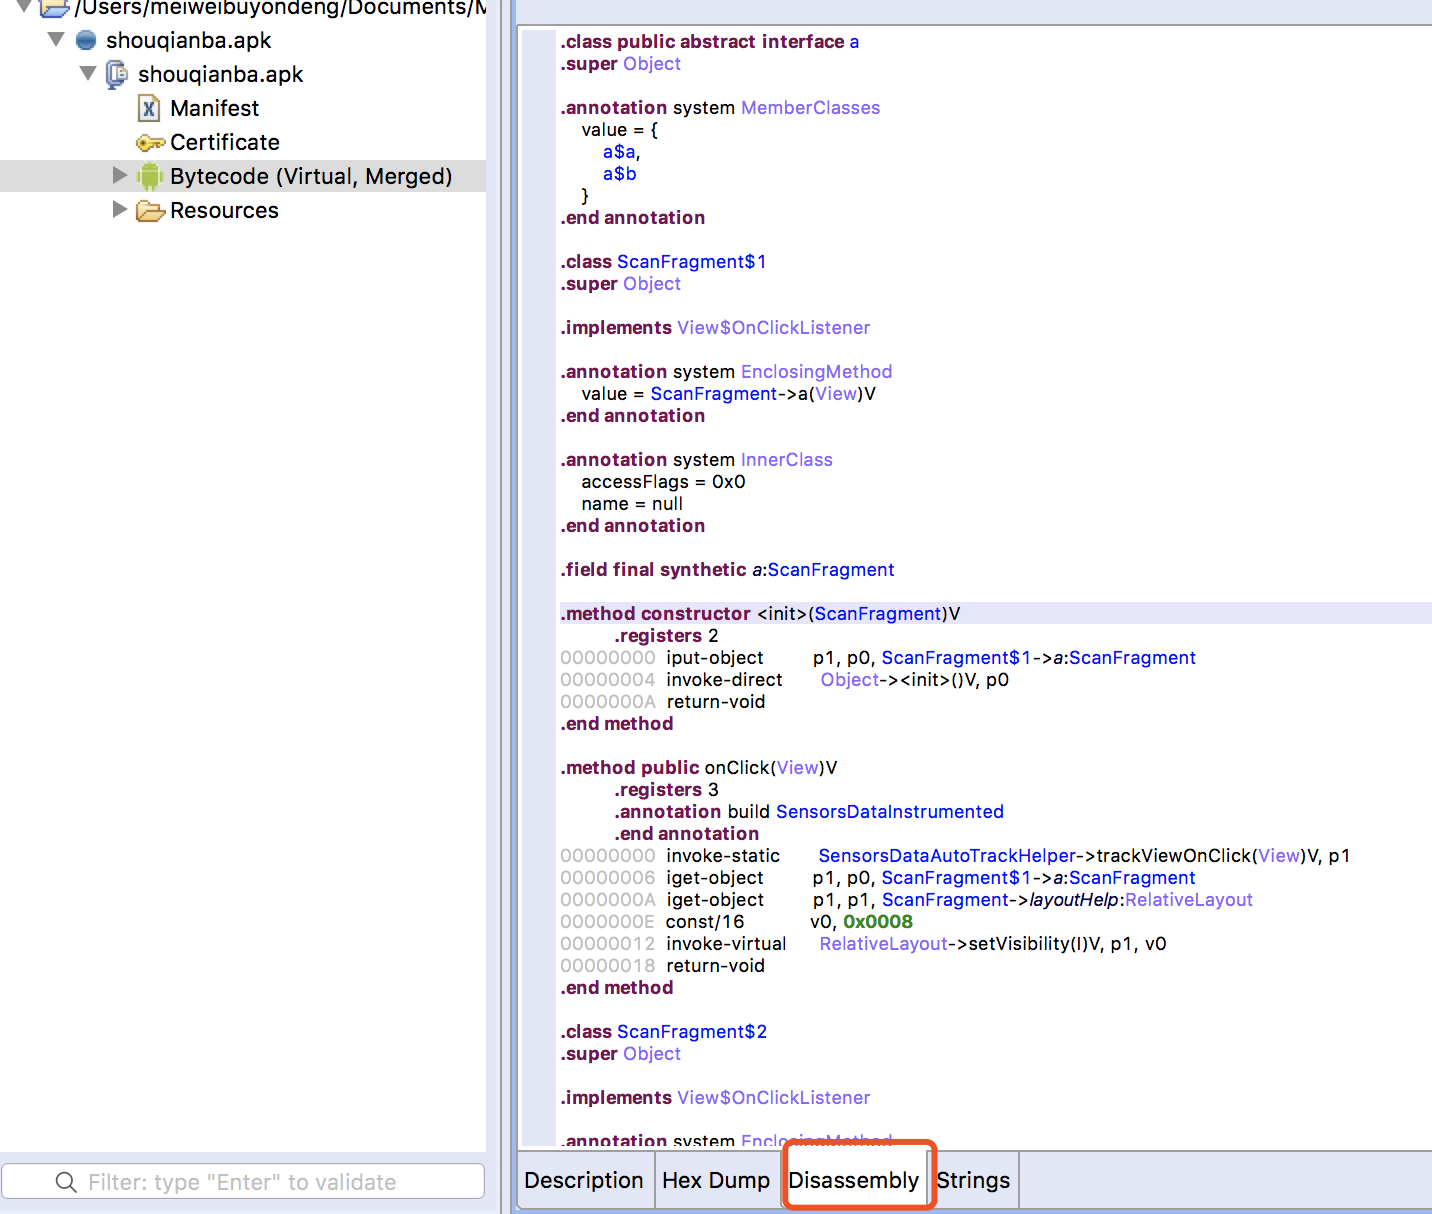 /Users/meiweibuyondeng/Documents/M
shouqianba.apk
shouqianba.apk
Manifest
Certificate
Bytecode (Virtual, Merged)
Resources
Filter: type "Enter" to validate
.class public abstract interface a
.super Object
.annotation system MemberClasses
value = {
a$a,
a$b
}
.end annotation
.class ScanFragment$1
.super Object
.implements View$OnClickListener
.annotation system EnclosingMethod
value = ScanFragment->a(View)V
.end annotation
.annotation system InnerClass
accessFlags = 0x0
name = null
.end annotation
.field final synthetic a:ScanFragment
.method constructor <init>(ScanFragment)V
.registers 2
00000000 iput-object p1, p0, ScanFragment$1->a:ScanFragment
00000004 invoke-direct Object-><init>()V, p0
0000000A return-void
.end method
.method public onClick(View)V
.registers 3
.annotation build SensorsDataInstrumented
.end annotation
00000000 invoke-static SensorsDataAutoTrackHelper->trackViewOnClick(View)V, p1
00000006 iget-object p1, p0, ScanFragment$1->a:ScanFragment
0000000A iget-object p1, p1, ScanFragment->layoutHelp:RelativeLayout
0000000E const/16 v0, 0x0008
00000012 invoke-virtual RelativeLayout->setVisibility(I)V, p1, v0
00000018 return-void
.end method
.class ScanFragment$2
.super Object
.implements View$OnClickListener
.annotation system EnclosingMethod
Description Hex Dump Disassembly Strings